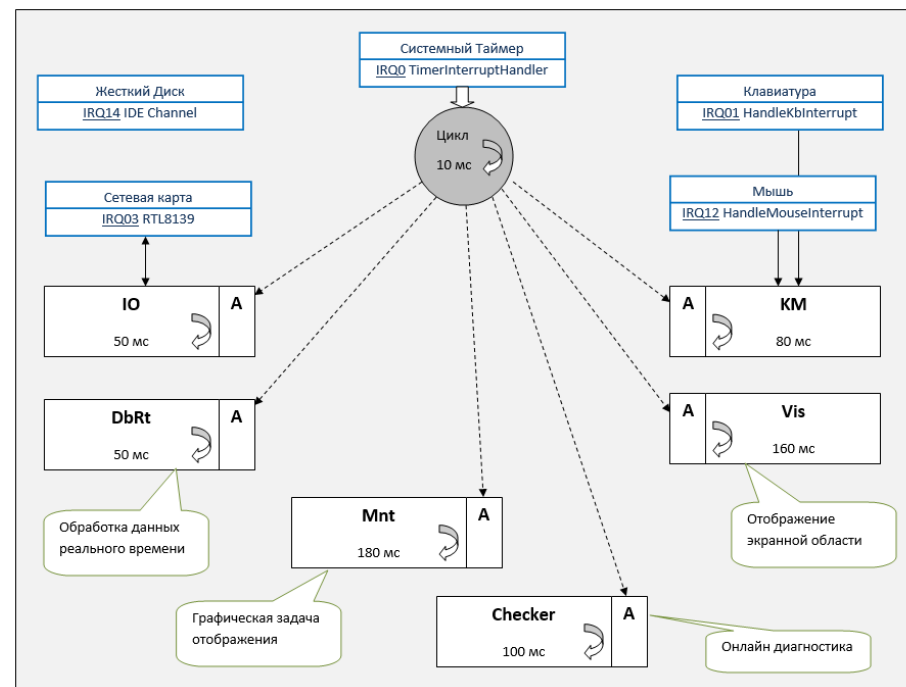 Системный Таймер
IRQ0 TimerInterruptHandler
Жесткий Диск
IRQ14 IDE Channel
Клавиатура
IRQ01 HandleKbInterrupt
Цикл
10 мс
Сетевая карта
IRQ03 RTL8139
Мышь
IRQ12 HandleMouseInterrupt
IO
A
50 мс
A
KM
80 мс
DbRt
A
50 мс
A
Vis
160 мс
Обработка данных
реального времени
Mnt
A
180 мс
Отображение
экранной области
Графическая задача
отображения
Checker
A
100 мс
Онлайн диагностика